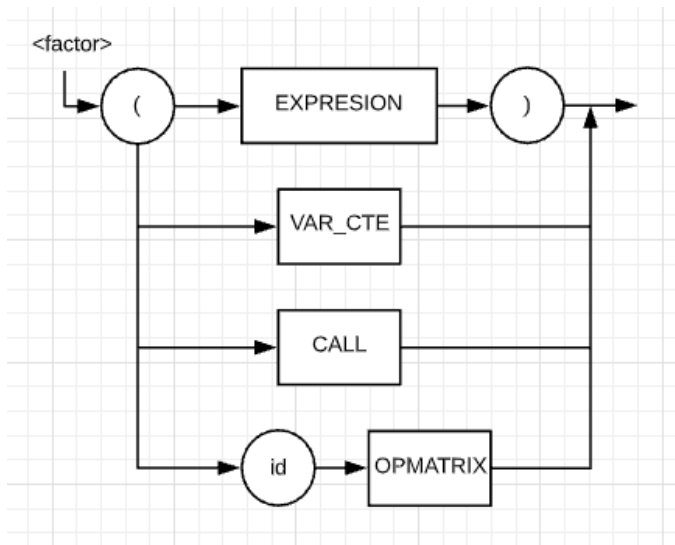 <factor>
( EXPRESION )
VAR_CTE
CALL
id OPMATRIX